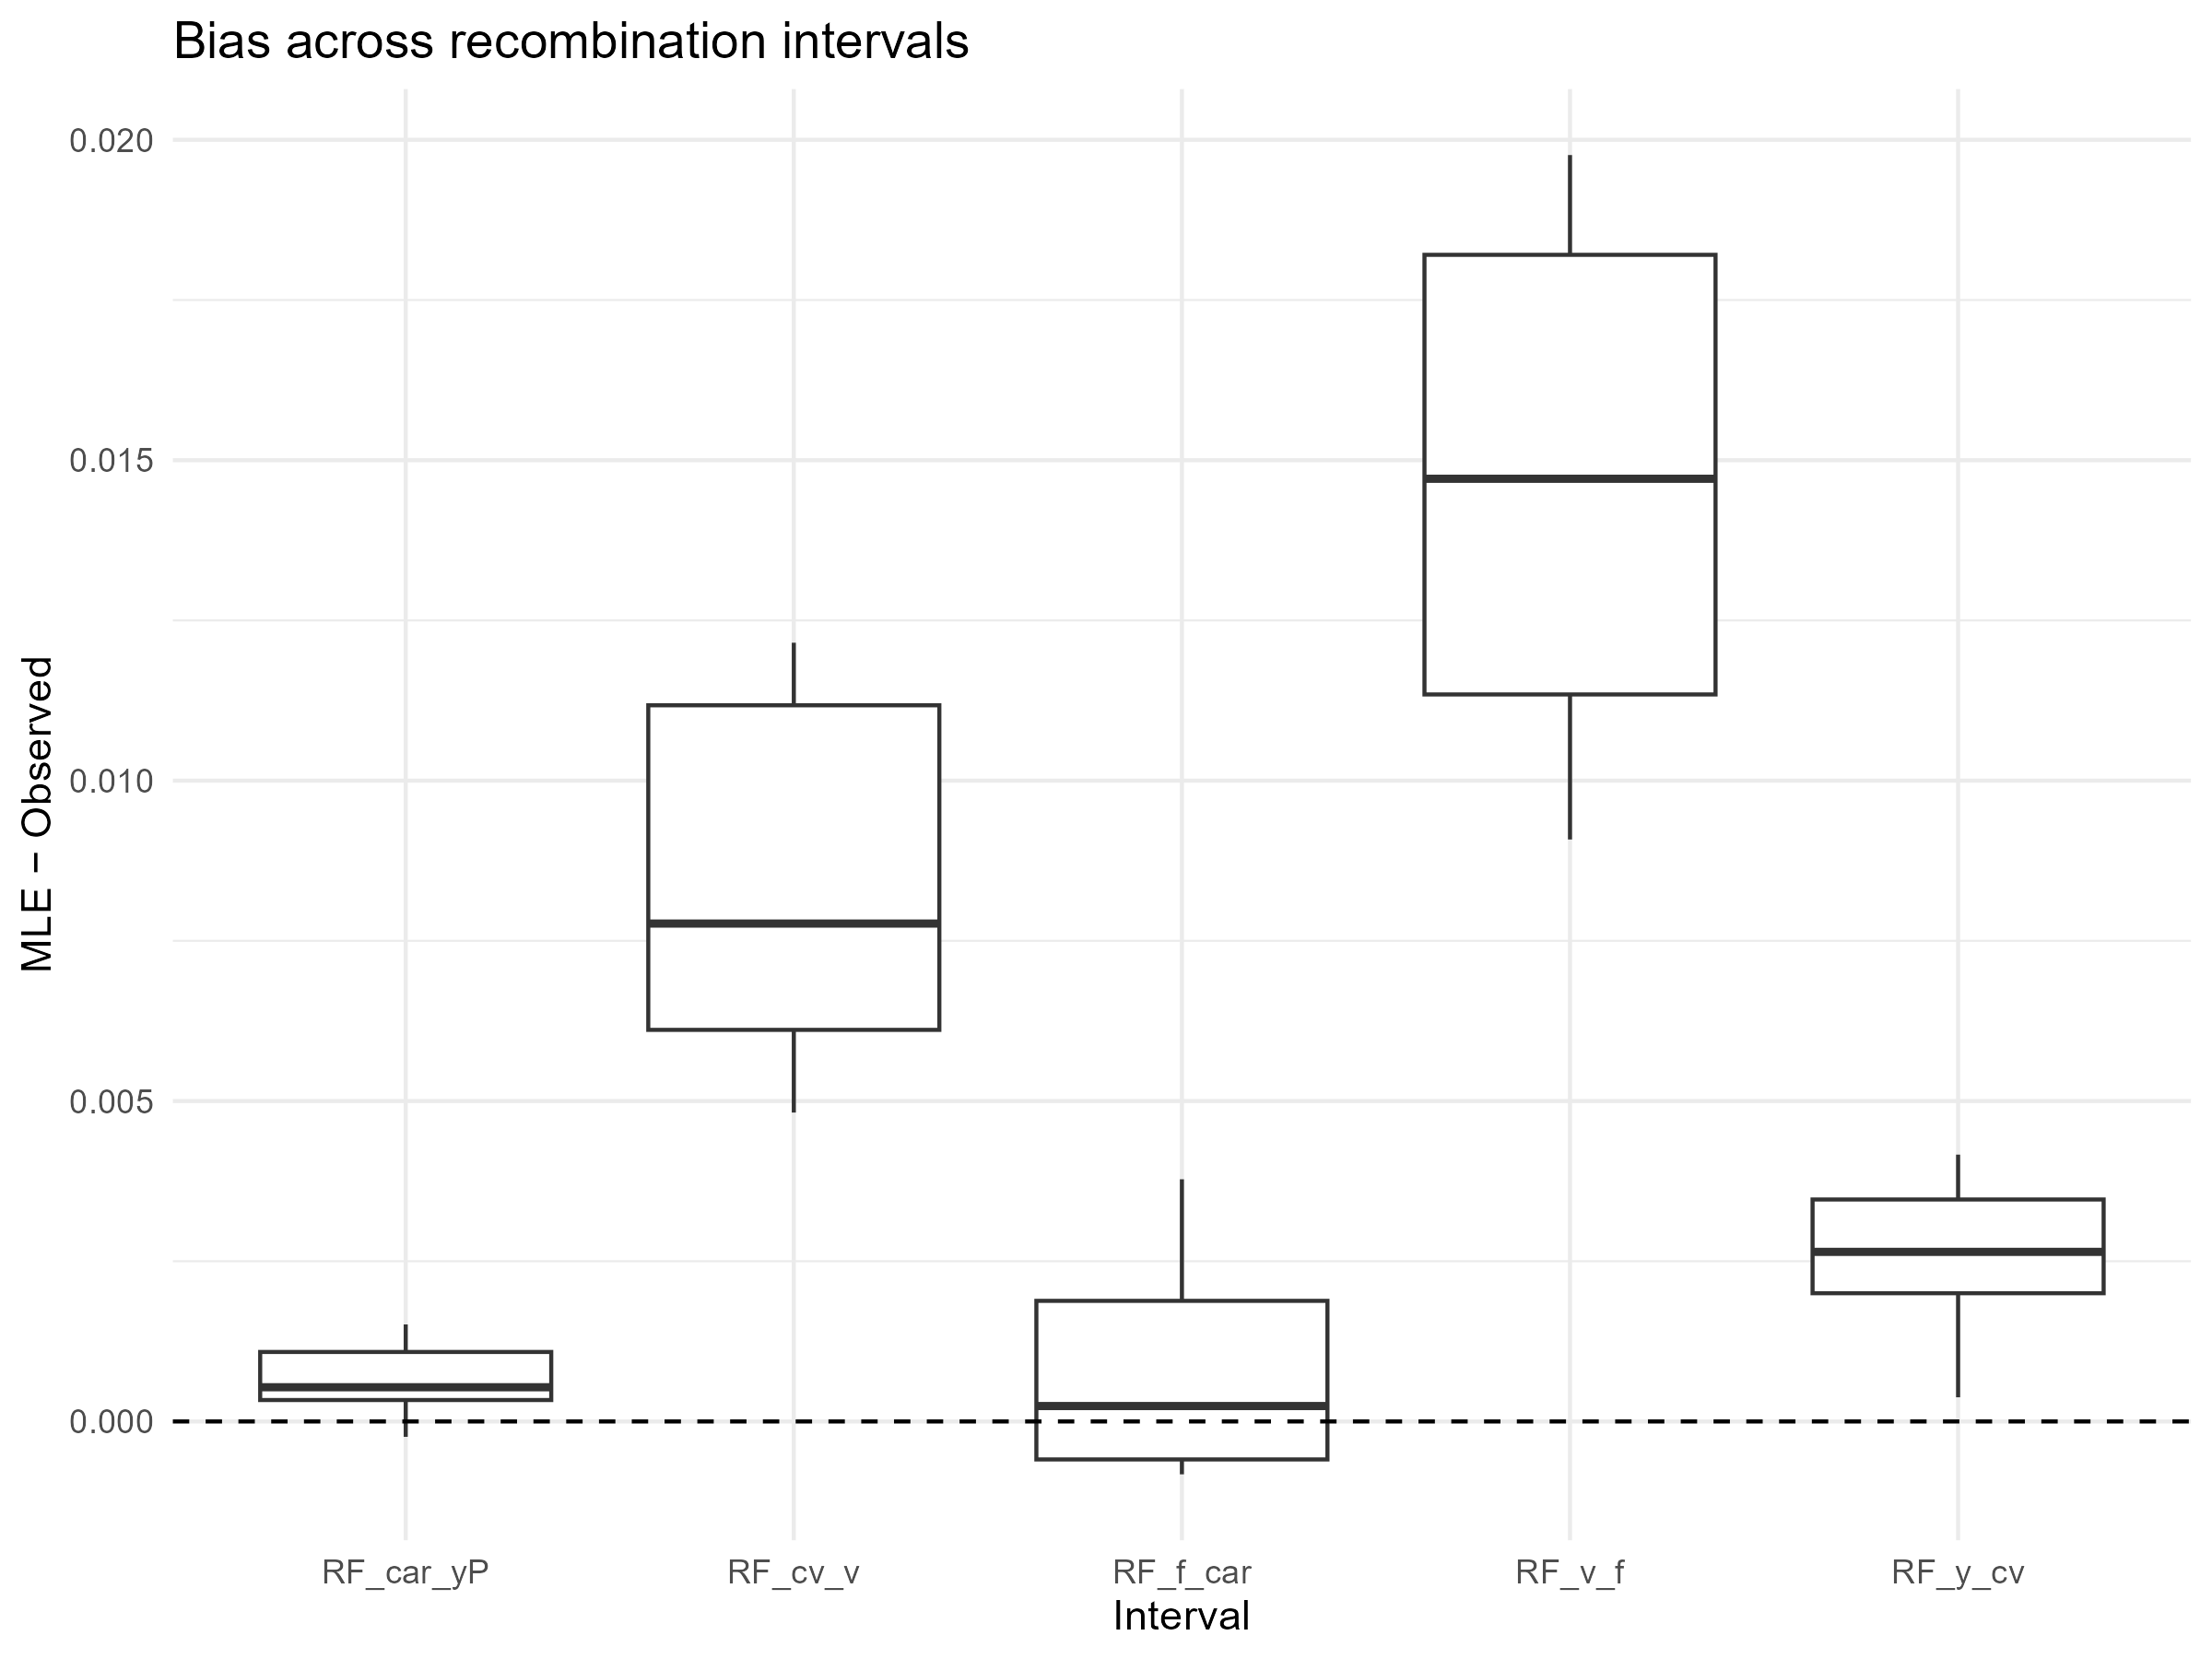 Bias across recombination intervals
MLE − Observed
0.020
0.015
0.010
0.005
0.000
RF_car_yP
RF_cv_v
RF_f_car
RF_v_f
RF_y_cv
Interval